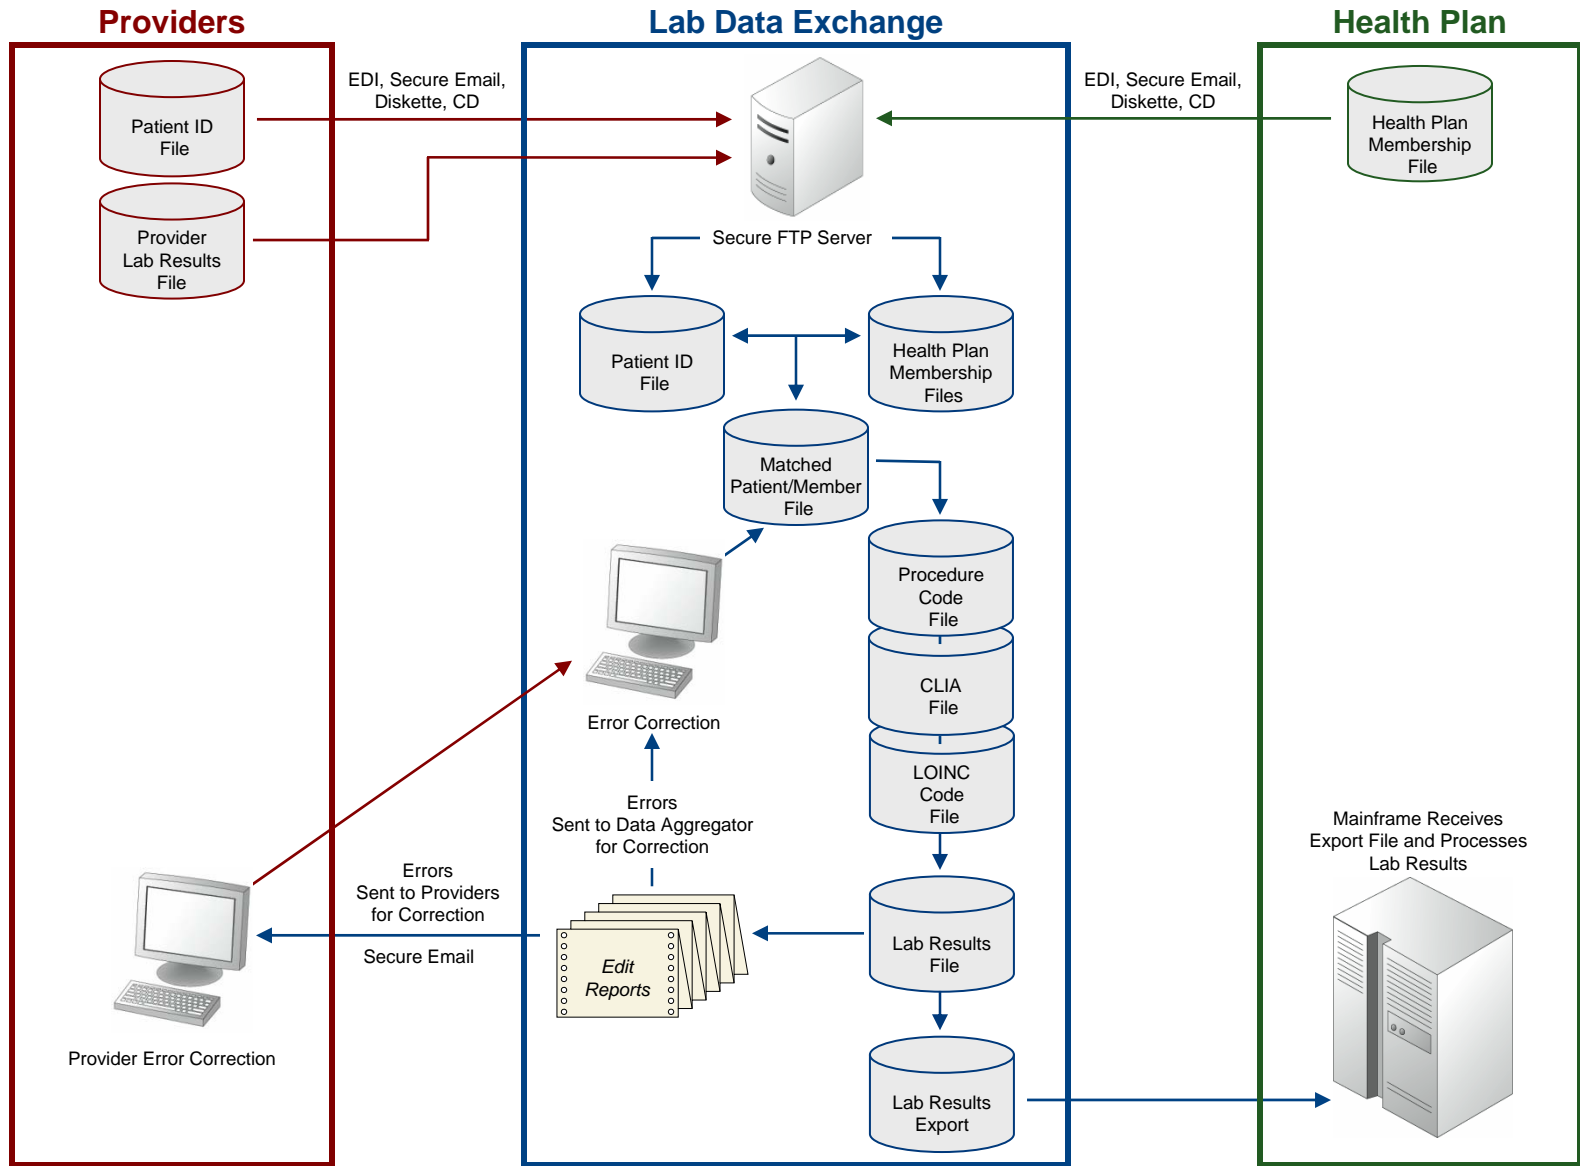 Providers
Lab Data Exchange
Health Plan
Patient ID
File
EDI, Secure Email,
Diskette, CD
EDI, Secure Email,
Diskette, CD
Health Plan
Membership
File
Provider
Lab Results
File
Secure FTP Server
Patient ID
File
Health Plan
Membership
Files
Matched
Patient/Member
File
Procedure
Code
File
CLIA
File
LOINC
Code
File
Error Correction
Errors
Sent to Data Aggregator
for Correction
Errors
Sent to Providers
for Correction
Secure Email
Edit
Reports
Lab Results
File
Mainframe Receives
Export File and Processes
Lab Results
Provider Error Correction
Lab Results
Export